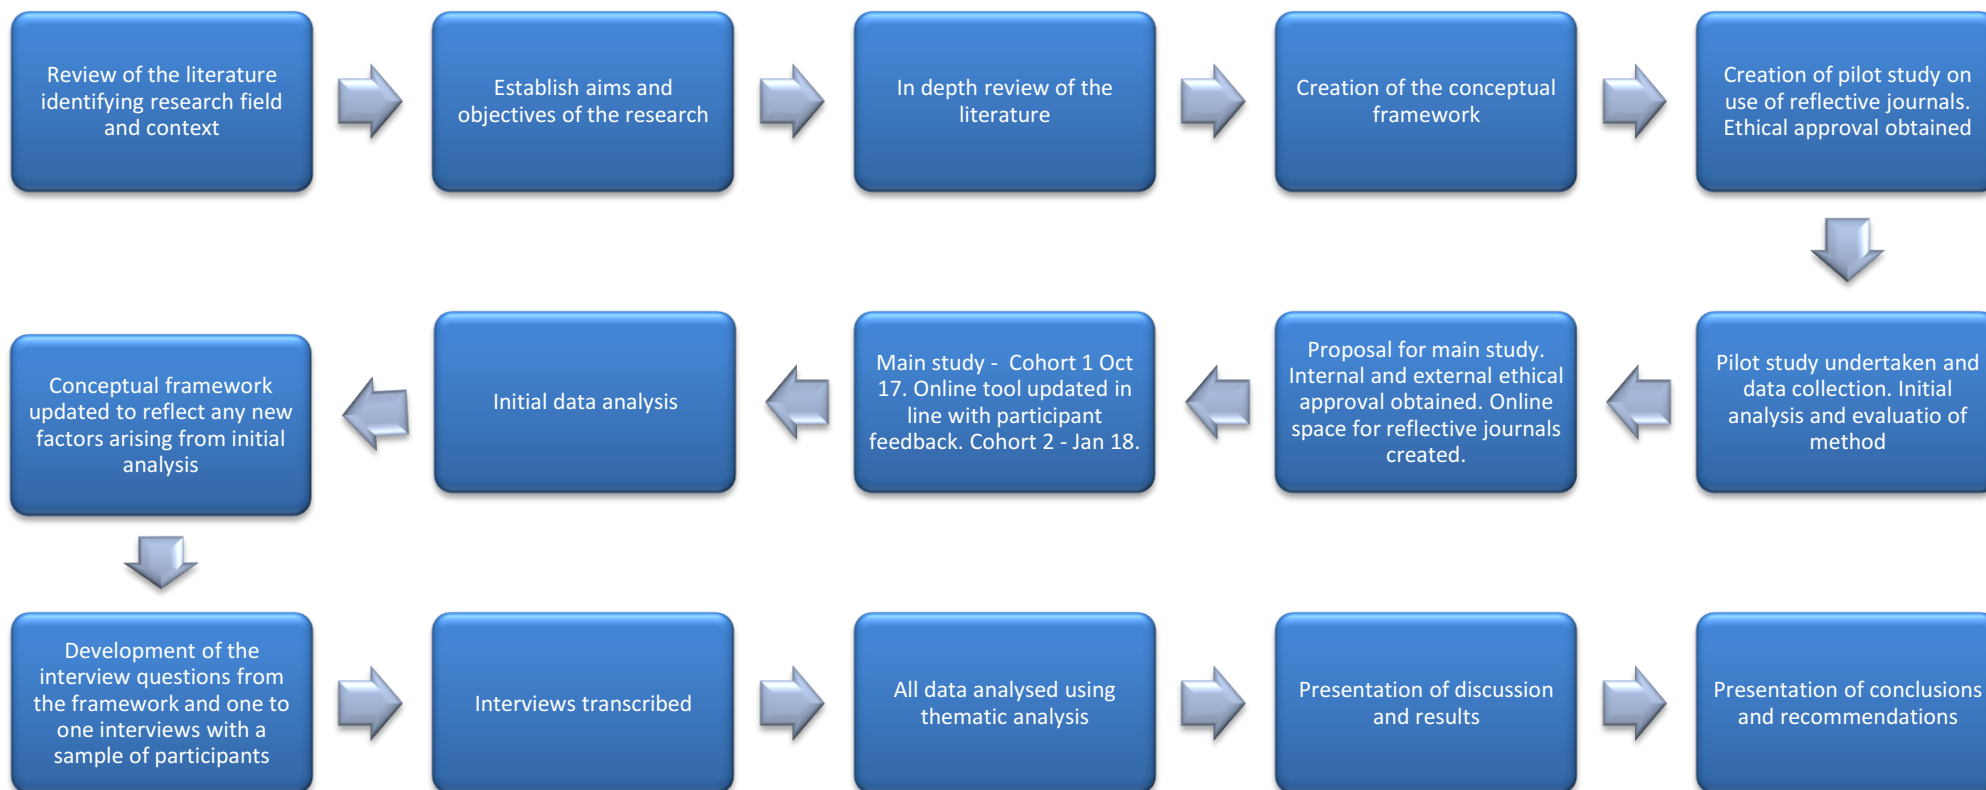 Review of the literature
identifying research field
and context
Establish aims and
objectives of the research
In depth review of the
literature
Creation of the conceptual
framework
Creation of pilot study on
use of reflective journals.
Ethical approval obtained
Pilot study undertaken and
data collection. Initial
analysis and evaluatio of
method
Proposal for main study.
Internal and external ethical
approval obtained. Online
space for reflective journals
created.
Main study -  Cohort 1 Oct
17. Online tool updated in
line with participant
feedback. Cohort 2 - Jan 18.
Initial data analysis
Conceptual framework
updated to reflect any new
factors arising from initial
analysis
Development of the
interview questions from
the framework and one to
one interviews with a
sample of participants
Interviews transcribed
All data analysed using
thematic analysis
Presentation of discussion
and results
Presentation of conclusions
and recommendations